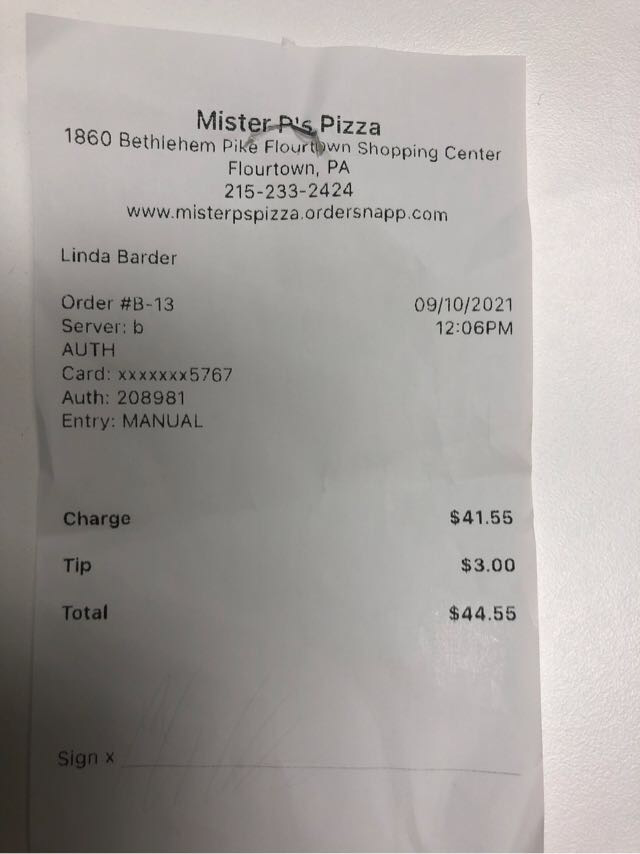 Mister P's Pizza
1860 Bethlehem Pike Flourtown Shopping Center
Flourtown, PA
215-233-2424
www.misterpspizza.ordersnapp.com
Linda Barder
Order #B-13 09/10/2021
Server: b 12:06PM
AUTH
Card: xxxxxxx5767
Auth: 208981
Entry: MANUAL
Charge $41.55
Tip $3.00
Total $44.55
Sign x